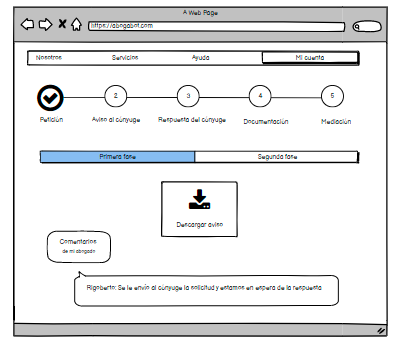 A Web Page
https://abogabot.com
Nosotros Servicios Ayuda Mi cuenta
2 3 4 5
Petición Aviso al cónyuge Respuesta del cónyuge Documentación Mediación
Primera fase Segunda fase
Descargar aviso
Comentarios
de mi abogado
Rigoberto: Se le envío al cónyuge la solicitud y estamos en espera de la respuesta